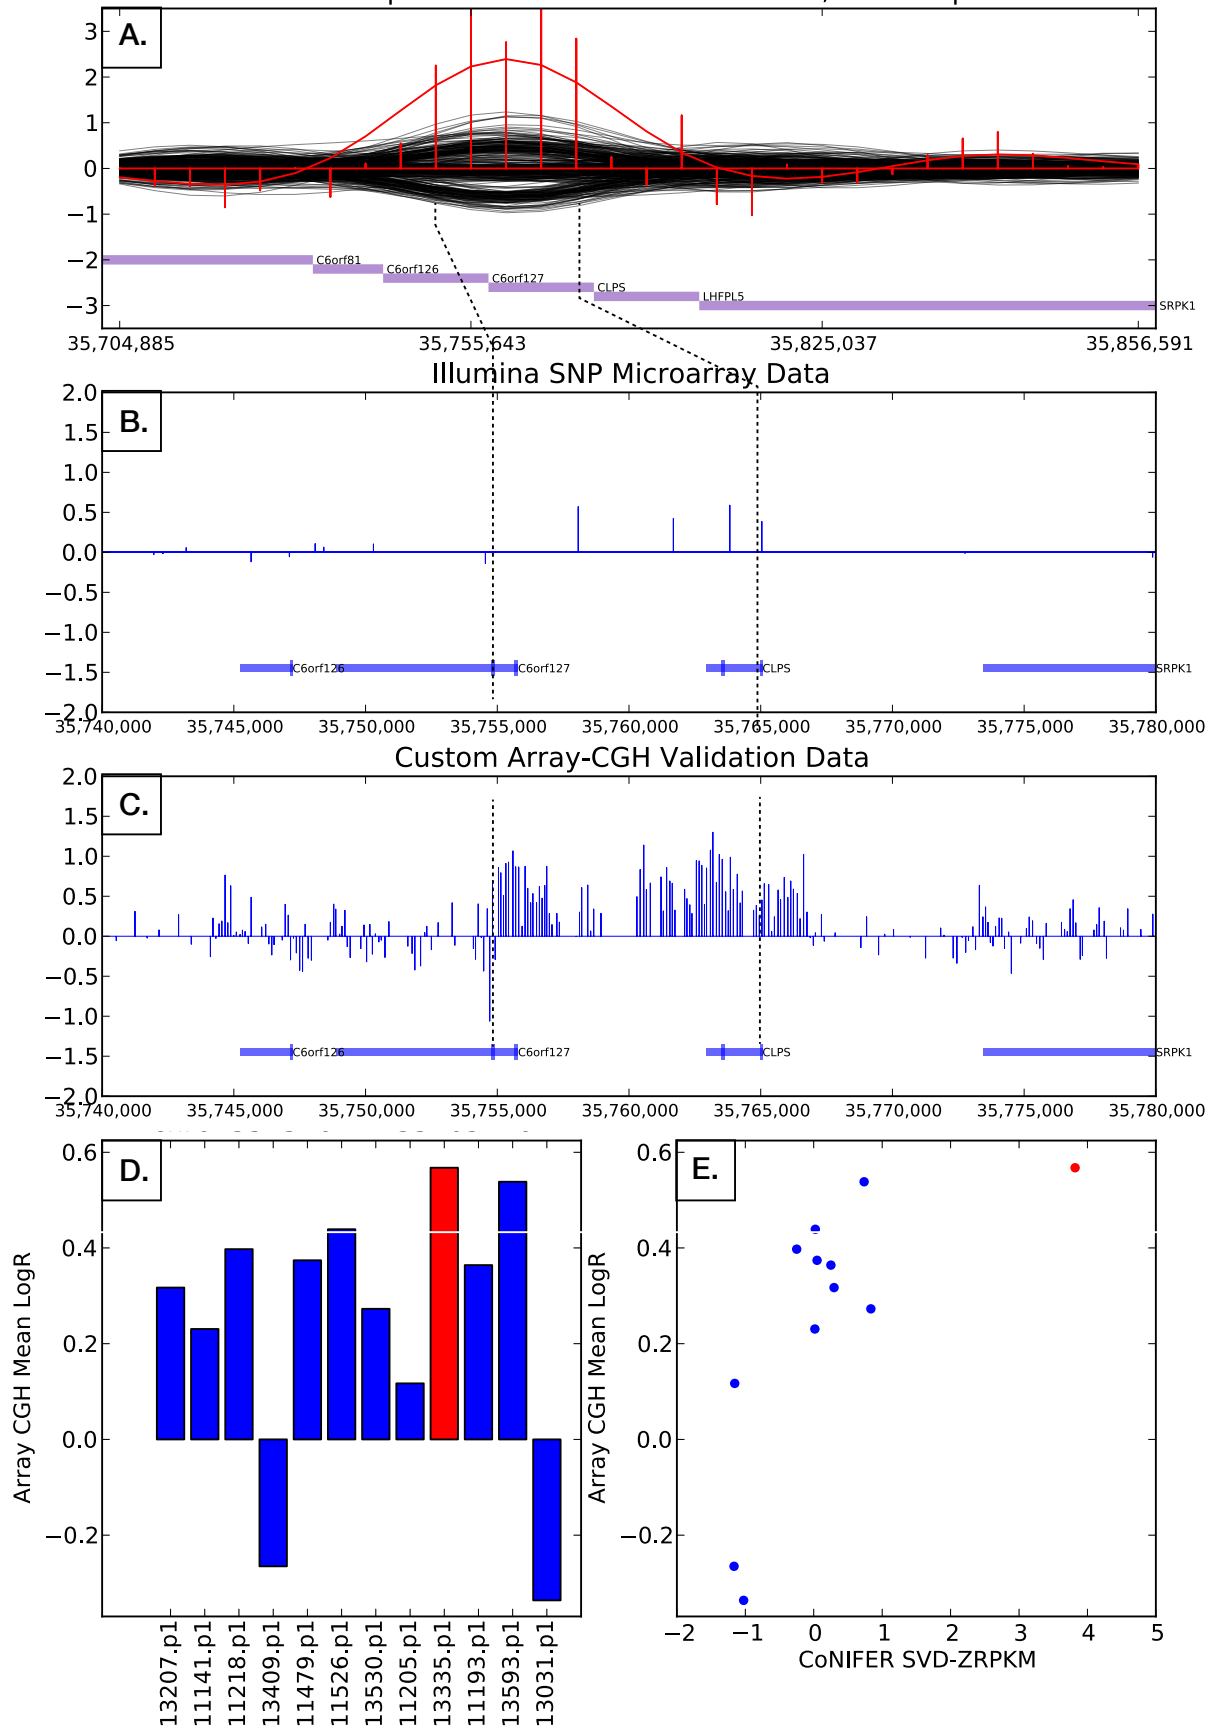 A.
3
2
1
0
−1
−2
−3
C6orf81
C6orf126
C6orf127
CLPS
LHFPL5
SRPK1
35,704,885 35,755,643 35,825,037 35,856,591
Illumina SNP Microarray Data
B.
2.0
1.5
1.0
0.5
0.0
−0.5
−1.0
−1.5
−2.0
C6orf126 C6orf127 CLPS SRPK1
35,740,000 35,745,000 35,750,000 35,755,000 35,760,000 35,765,000 35,770,000 35,775,000 35,780,000
Custom Array-CGH Validation Data
C.
2.0
1.5
1.0
0.5
0.0
−0.5
−1.0
−1.5
−2.0
C6orf126 C6orf127 CLPS SRPK1
35,740,000 35,745,000 35,750,000 35,755,000 35,760,000 35,765,000 35,770,000 35,775,000 35,780,000
D.
Array CGH Mean LogR
0.6
0.4
0.2
0.0
−0.2
13207.p1
11141.p1
11218.p1
13409.p1
11479.p1
11526.p1
13530.p1
11205.p1
13335.p1
11193.p1
13593.p1
13031.p1
E.
Array CGH Mean LogR
0.6
0.4
0.2
0.0
−0.2
−2 −1 0 1 2 3 4 5
CoNIFER SVD-ZRPKM